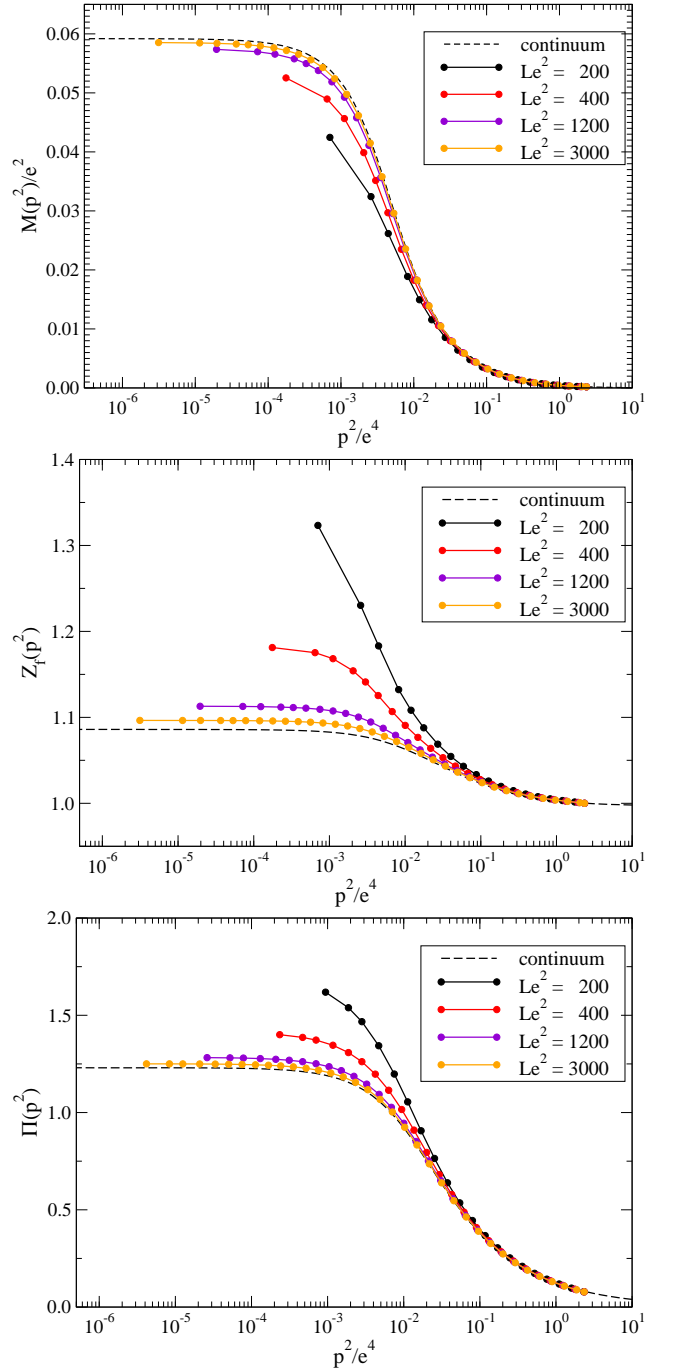 0.06
0.05
0.04
0.03
0.02
0.01
0.00
M(p²)/e²
continuum
Le² = 200
Le² = 400
Le² = 1200
Le² = 3000
10⁻⁶ 10⁻⁵ 10⁻⁴ 10⁻³ 10⁻² 10⁻¹ 10⁰ 10¹
p²/e⁴
1.4
1.3
1.2
1.1
1.0
Z_f(p²)
continuum
Le² = 200
Le² = 400
Le² = 1200
Le² = 3000
10⁻⁶ 10⁻⁵ 10⁻⁴ 10⁻³ 10⁻² 10⁻¹ 10⁰ 10¹
p²/e⁴
2.0
1.5
1.0
0.5
0.0
Π(p²)
continuum
Le² = 200
Le² = 400
Le² = 1200
Le² = 3000
10⁻⁶ 10⁻⁵ 10⁻⁴ 10⁻³ 10⁻² 10⁻¹ 10⁰ 10¹
p²/e⁴